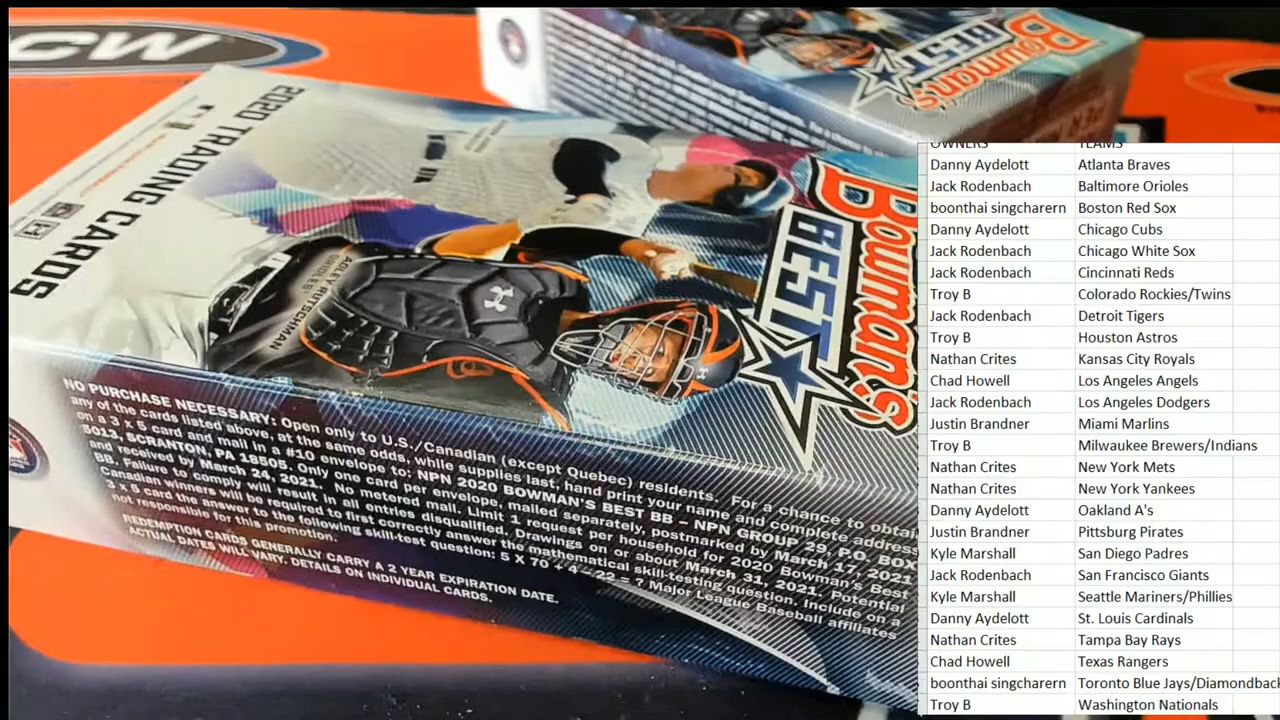 CW
2020 TRADING CARDS
Bowman's
BEST
Bowman's
BEST
ADLEY RUTSCHMAN
ORIOLES
NO PURCHASE NECESSARY: Open only to U.S./Canadian (except Quebec) residents. For a chance to obtain
any of the cards listed above, at the same odds, while supplies last, hand print your name and complete address
on a 3 x 5 card and mail in a #10 envelope to: NPN 2020 BOWMAN'S BEST BB – NPN GROUP 29, P.O. BOX
5013, SCRANTON, PA 18505. Only one card per envelope, mailed separately, postmarked by March 17, 2021
and received by March 24, 2021. No metered mail. Limit 1 request per household for 2020 Bowman's Best
BB. Failure to comply will result in all entries disqualified. Drawings on or about March 31, 2021. Potential
Canadian winners will be required to first correctly answer the mathematical skill-testing question. Include on a
3 x 5 card the answer to the following skill-test question: 5 X 70 + 4 – 22 = ? Major League Baseball affiliates
not responsible for this promotion.
REDEMPTION CARDS GENERALLY CARRY A 2 YEAR EXPIRATION DATE.
ACTUAL DATES WILL VARY. DETAILS ON INDIVIDUAL CARDS.
OWNERS TEAMS
Danny Aydelott Atlanta Braves
Jack Rodenbach Baltimore Orioles
boonthai singcharern Boston Red Sox
Danny Aydelott Chicago Cubs
Jack Rodenbach Chicago White Sox
Jack Rodenbach Cincinnati Reds
Troy B Colorado Rockies/Twins
Jack Rodenbach Detroit Tigers
Troy B Houston Astros
Nathan Crites Kansas City Royals
Chad Howell Los Angeles Angels
Jack Rodenbach Los Angeles Dodgers
Justin Brandner Miami Marlins
Troy B Milwaukee Brewers/Indians
Nathan Crites New York Mets
Nathan Crites New York Yankees
Danny Aydelott Oakland A's
Justin Brandner Pittsburg Pirates
Kyle Marshall San Diego Padres
Jack Rodenbach San Francisco Giants
Kyle Marshall Seattle Mariners/Phillies
Danny Aydelott St. Louis Cardinals
Nathan Crites Tampa Bay Rays
Chad Howell Texas Rangers
boonthai singcharern Toronto Blue Jays/Diamondback
Troy B Washington Nationals